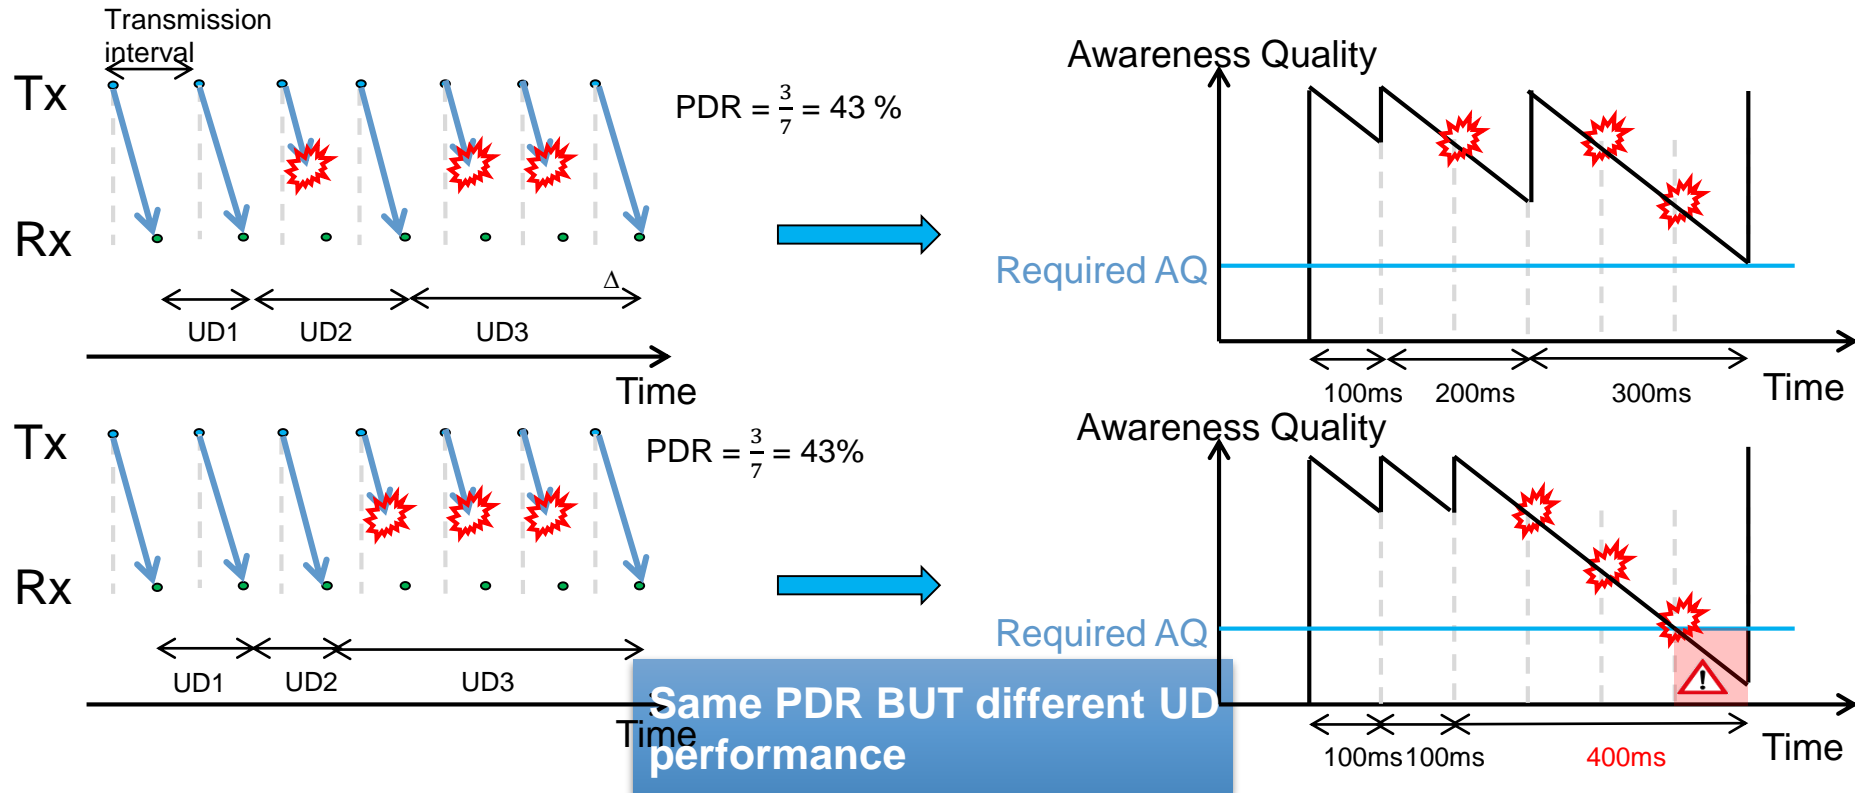 Transmission
interval
Tx
Rx
PDR = 3/7 = 43 %
Δ
UD1 UD2 UD3
Time
Awareness Quality
Required AQ
100ms 200ms 300ms
Time
Tx
Rx
PDR = 3/7 = 43%
UD1 UD2 UD3
Time
Awareness Quality
Required AQ
!
100ms 100ms 400ms
Time
Same PDR BUT different UD
performance